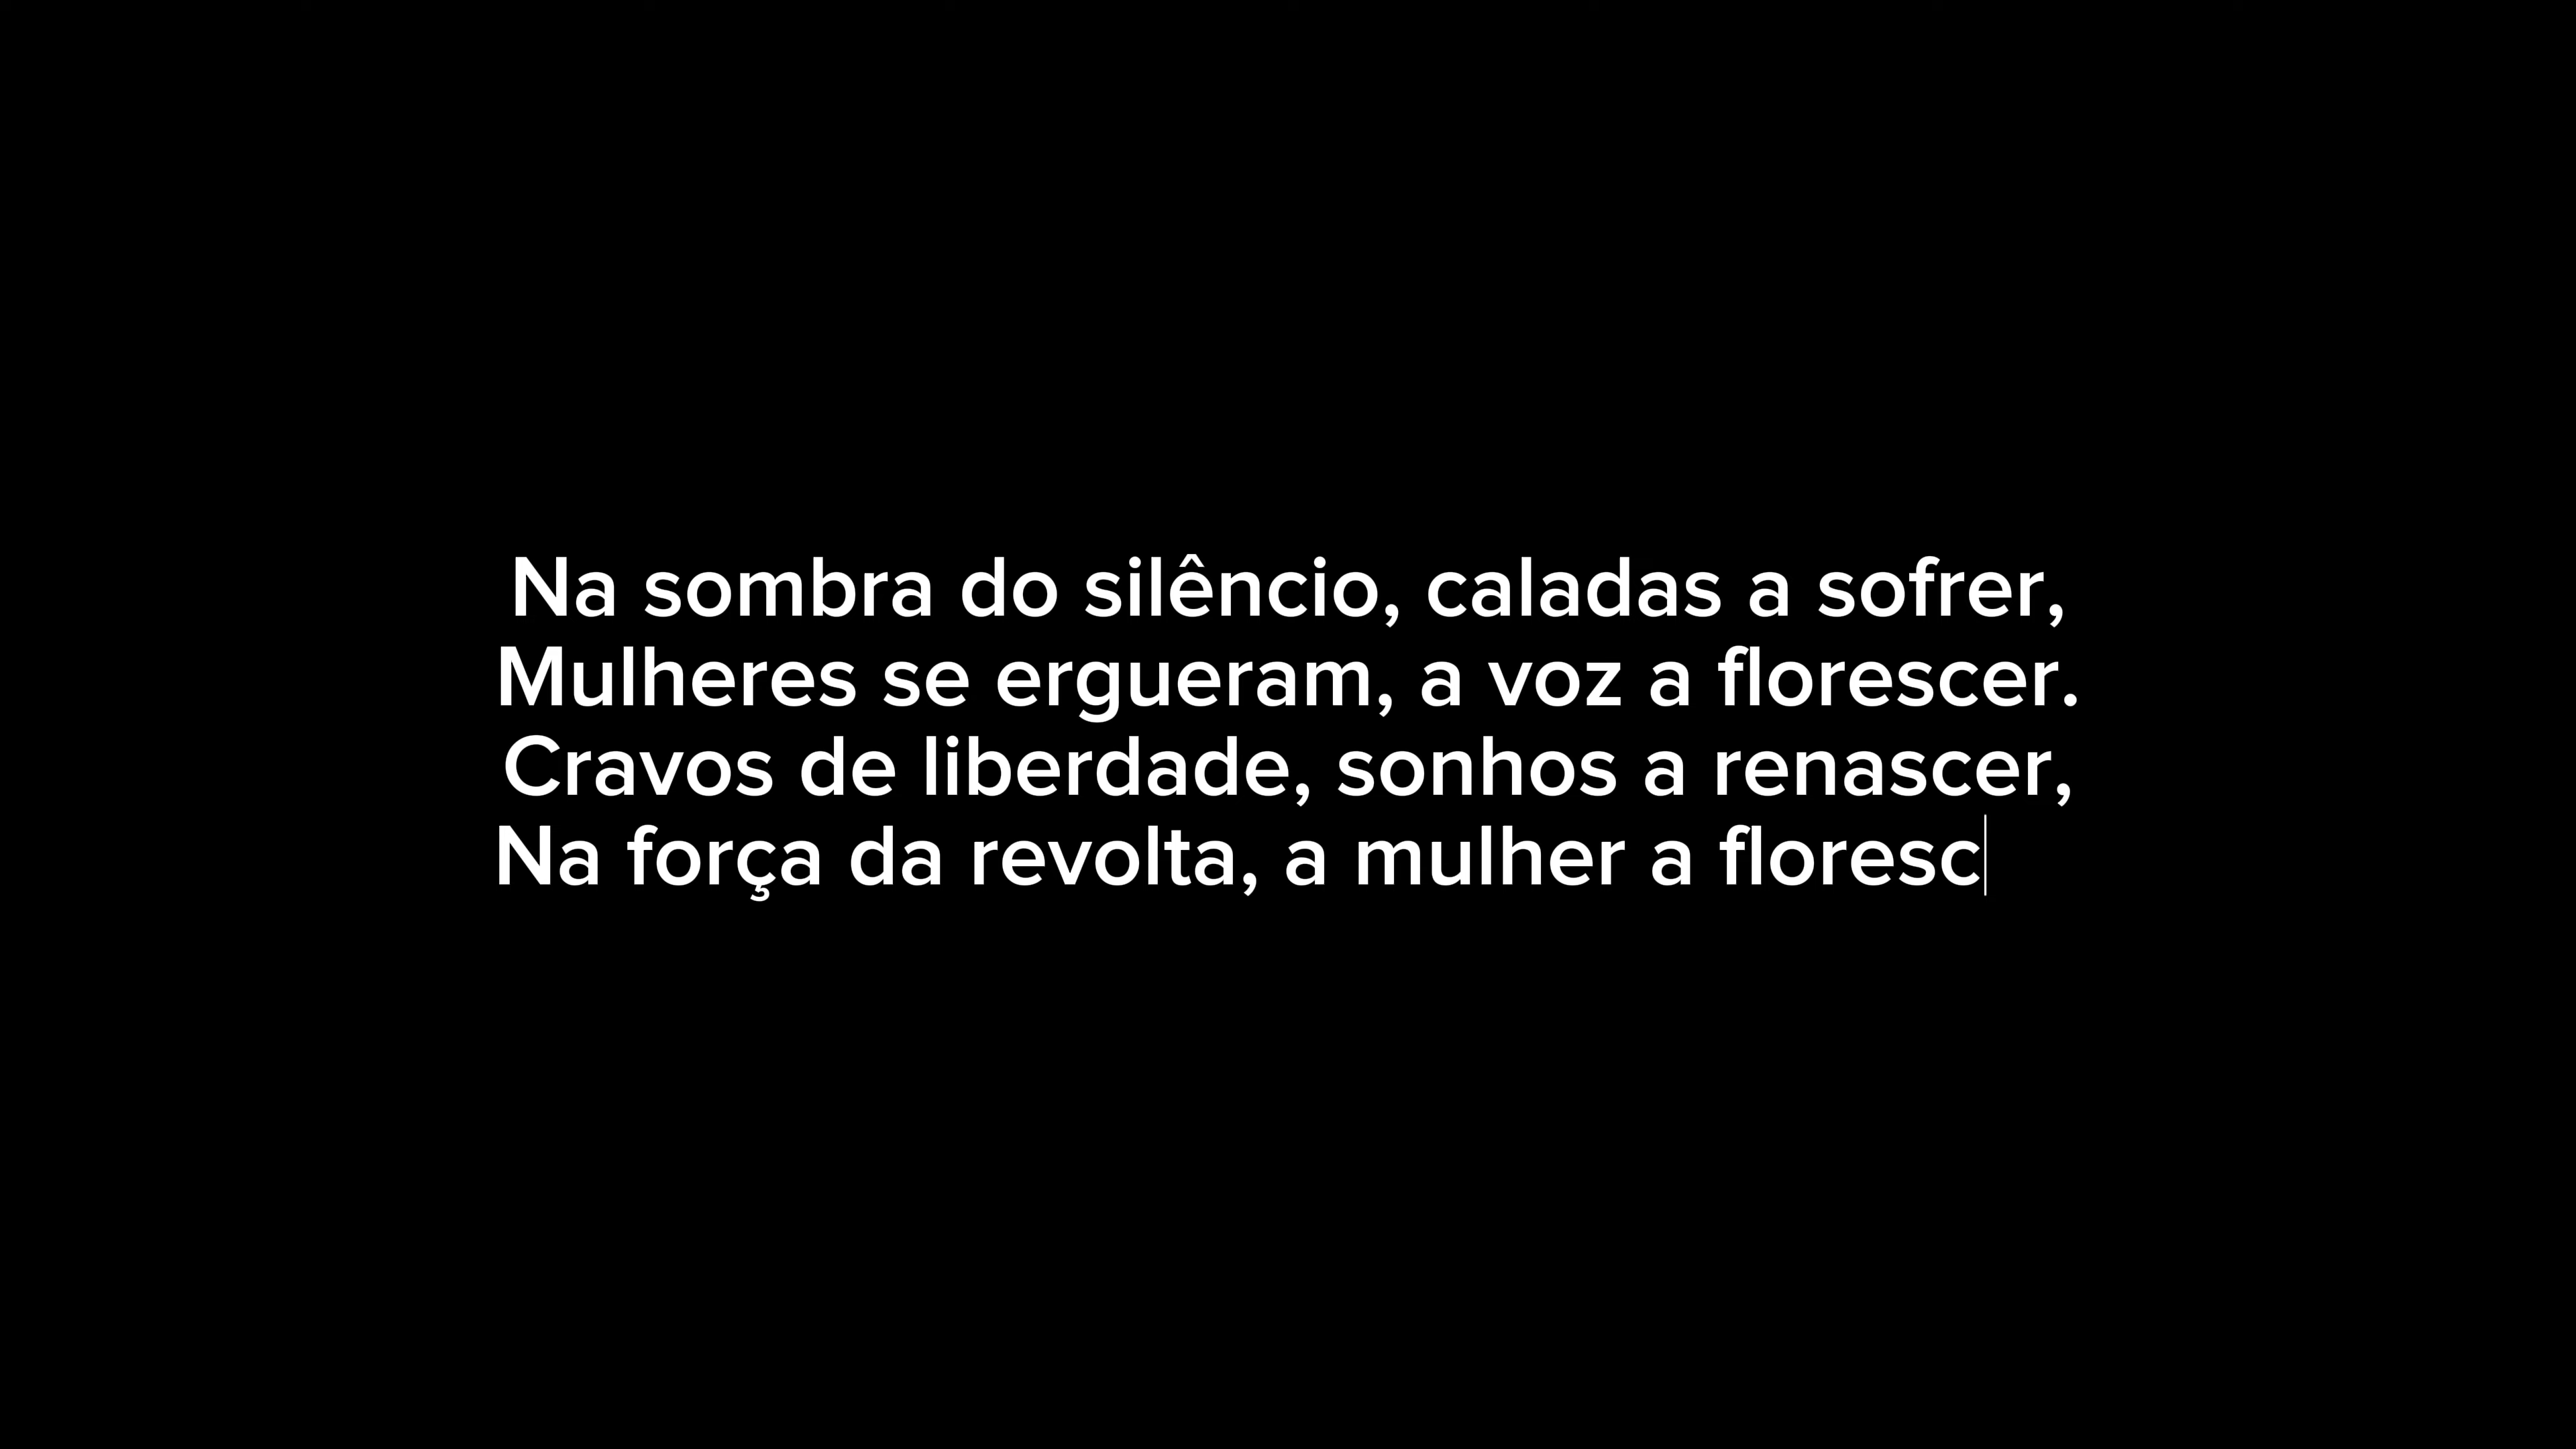 Na sombra do silêncio, caladas a sofrer,
Mulheres se ergueram, a voz a florescer.
Cravos de liberdade, sonhos a renascer,
Na força da revolta, a mulher a floresc